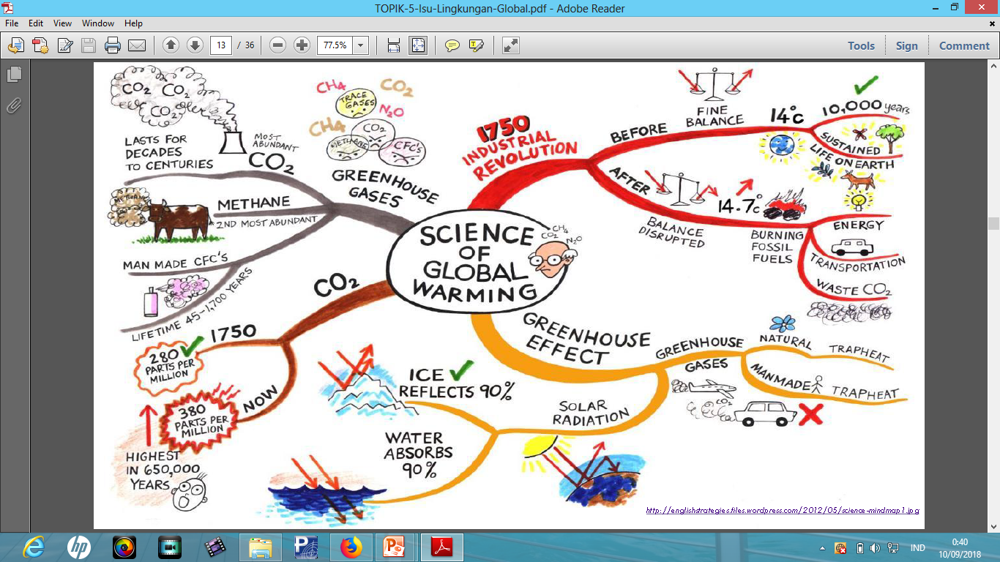 TOPIK-5-Isu-Lingkungan-Global.pdf - Adobe Reader
File Edit View Window Help
13 / 36 77.5% Tools Sign Comment
CO2 CO2
CO2
LASTS FOR
DECADES
TO CENTURIES
MOST
ABUNDANT
CO2
CH4 CO2
TRACE
GASES
N2O
CH4
CO2
METHANE
CFC'S
GREENHOUSE
GASES
METHANE
METHANE
2ND MOST ABUNDANT
MAN MADE CFC'S
LIFETIME 45-1,700 YEARS
1750
INDUSTRIAL
REVOLUTION
BEFORE
FINE
BALANCE
14°C
10,000 years
SUSTAINED
LIFE ON EARTH
AFTER
BALANCE
DISRUPTED
14.7°C
BURNING
FOSSIL
FUELS
ENERGY
TRANSPORTATION
WASTE CO2
SCIENCE
OF
GLOBAL
WARMING
CH4
CO2
N2O
CO2
1750
280
PARTS PER
MILLION
NOW
380
PARTS PER
MILLION
HIGHEST
IN 650,000
YEARS
GREENHOUSE
EFFECT
GREENHOUSE
GASES
NATURAL
TRAPHEAT
MANMADE
TRAPHEAT
CO2
SOLAR
RADIATION
ICE
REFLECTS 90%
WATER
ABSORBS
90%
http://englishstrategies.files.wordpress.com/2012/05/science-mindmap1.jpg
hp
IND
0:40
10/09/2018